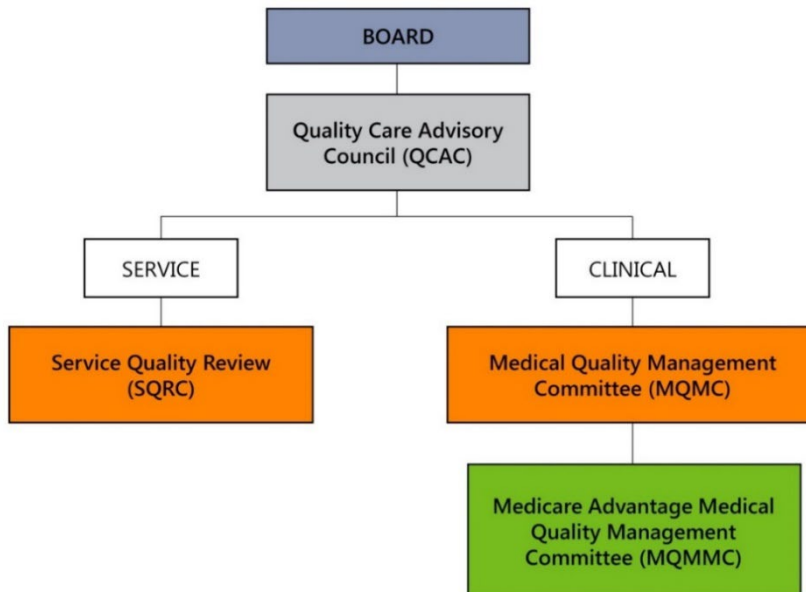 BOARD
Quality Care Advisory
Council (QCAC)
SERVICE
CLINICAL
Service Quality Review
(SQRC)
Medical Quality Management
Committee (MQMC)
Medicare Advantage Medical
Quality Management
Committee (MQMMC)